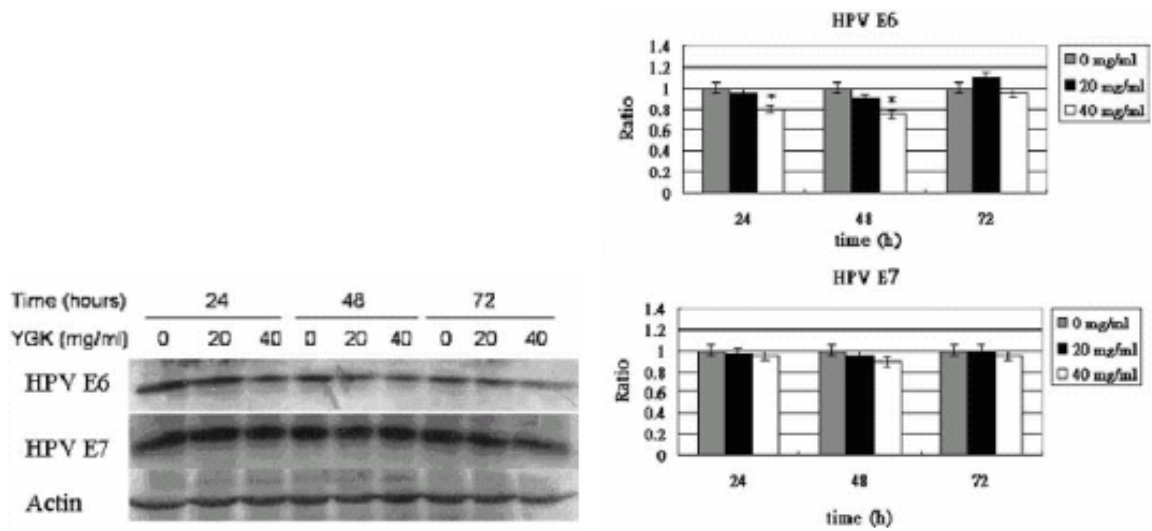 Time (hours) 24 48 72
YGK (mg/ml) 0 20 40 0 20 40 0 20 40
HPV E6
HPV E7
Actin
HPV E6
1.4
1.2
1
0.8
0.6
0.4
0.2
0
Ratio
* *
24 48 72
time (h)
0 mg/ml
20 mg/ml
40 mg/ml
HPV E7
1.4
1.2
1
0.8
0.6
0.4
0.2
0
Ratio
24 48 72
time (h)
0 mg/ml
20 mg/ml
40 mg/ml